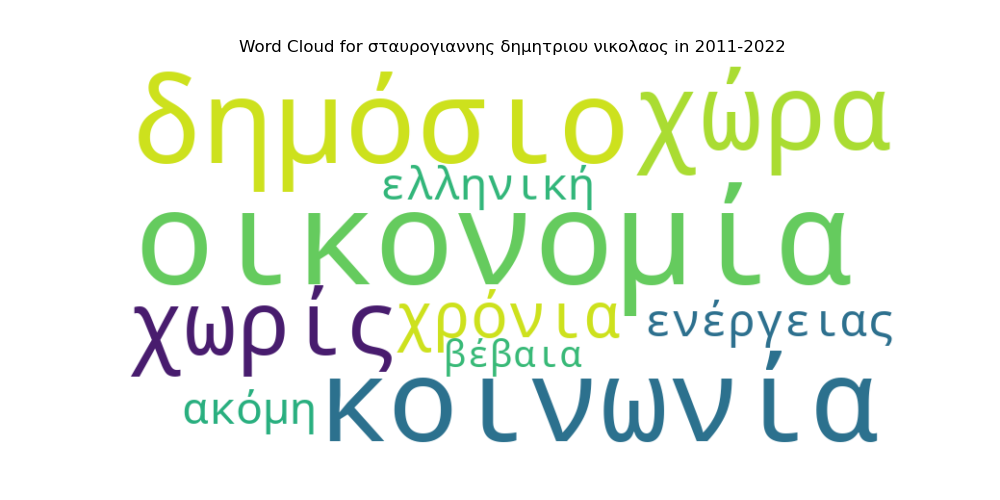 Word Cloud for σταυρογιαννης δημητριου νικολαος in 2011-2022
δημόσιο χώρα
ελληνική
οικονομία
χωρίς χρόνια ενέργειας
βέβαια
ακόμη κοινωνία